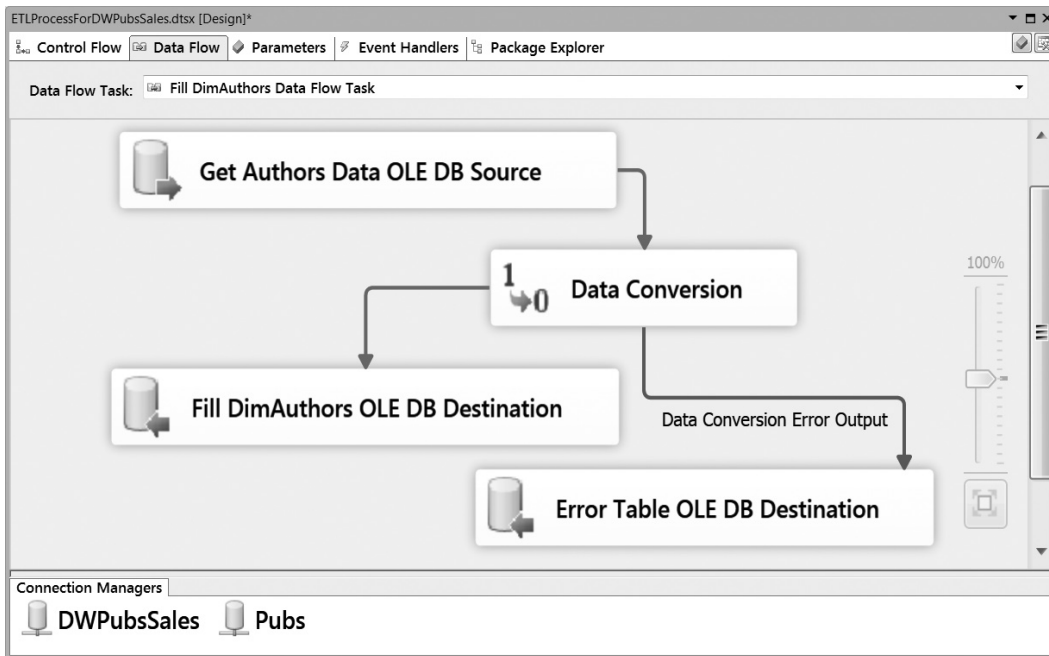 ETLProcessForDWPubsSales.dtsx [Design]*
Control Flow Data Flow Parameters Event Handlers Package Explorer
Data Flow Task: Fill DimAuthors Data Flow Task
Get Authors Data OLE DB Source
100%
1
0 Data Conversion
Fill DimAuthors OLE DB Destination
Data Conversion Error Output
Error Table OLE DB Destination
Connection Managers
DWPubsSales Pubs